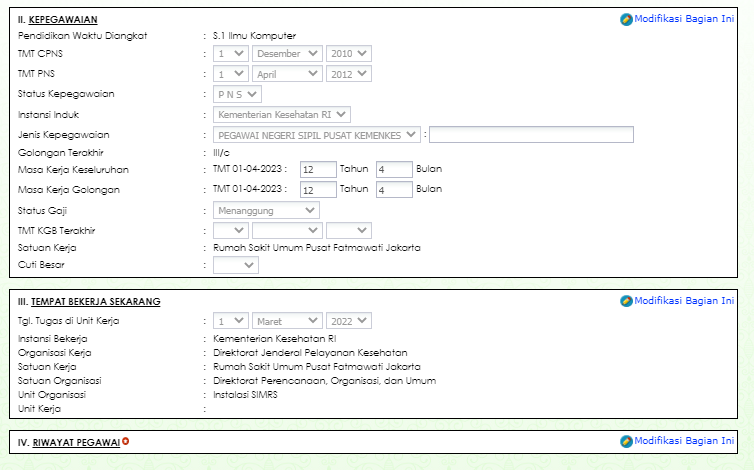 II. KEPEGAWAIAN Modifikasi Bagian Ini
Pendidikan Waktu Diangkat : S.1 Ilmu Komputer
TMT CPNS : 1 Desember 2010
TMT PNS : 1 April 2012
Status Kepegawaian : P N S
Instansi Induk : Kementerian Kesehatan RI
Jenis Kepegawaian : PEGAWAI NEGERI SIPIL PUSAT KEMENKES :
Golongan Terakhir : III/c
Masa Kerja Keseluruhan : TMT 01-04-2023 : 12 Tahun 4 Bulan
Masa Kerja Golongan : TMT 01-04-2023 : 12 Tahun 4 Bulan
Status Gaji : Menanggung
TMT KGB Terakhir :
Satuan Kerja : Rumah Sakit Umum Pusat Fatmawati Jakarta
Cuti Besar :
III. TEMPAT BEKERJA SEKARANG Modifikasi Bagian Ini
Tgl. Tugas di Unit Kerja : 1 Maret 2022
Instansi Bekerja : Kementerian Kesehatan RI
Organisasi Kerja : Direktorat Jenderal Pelayanan Kesehatan
Satuan Kerja : Rumah Sakit Umum Pusat Fatmawati Jakarta
Satuan Organisasi : Direktorat Perencanaan, Organisasi, dan Umum
Unit Organisasi : Instalasi SIMRS
Unit Kerja :
IV. RIWAYAT PEGAWAI Modifikasi Bagian Ini